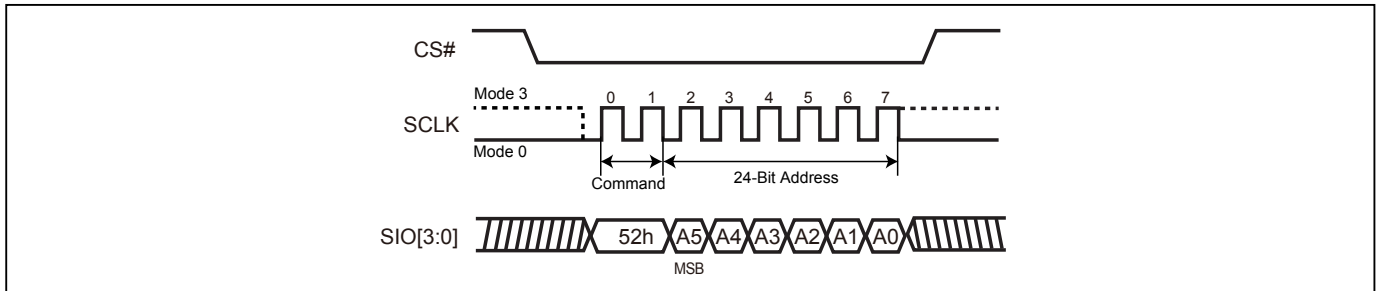 CS#
Mode 3
0 1 2 3 4 5 6 7
SCLK
Mode 0
Command
24-Bit Address
SIO[3:0]
52h A5 A4 A3 A2 A1 A0
MSB